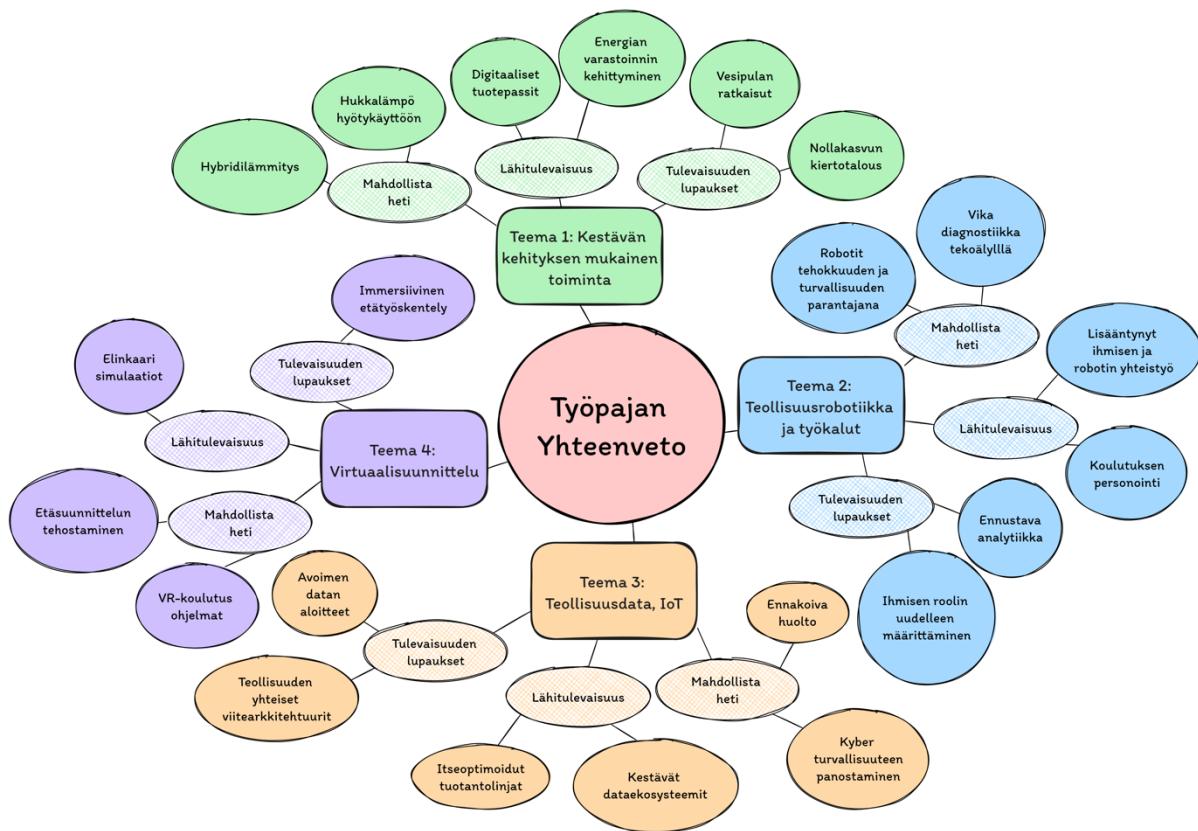 Työpajan
Yhteenveto
Teema 1: Kestävän
kehityksen mukainen
toiminta
Mahdollista
heti
Hybridilämmitys
Hukkalämpö
hyötykäyttöön
Lähitulevaisuus
Digitaaliset
tuotepassit
Energian
varastoinnin
kehittyminen
Tulevaisuuden
lupaukset
Vesipulan
ratkaisut
Nollakasvun
kiertotalous
Teema 2:
Teollisuusrobotiikka
ja työkalut
Mahdollista
heti
Robotit
tehokkuuden ja
turvallisuuden
parantajana
Vika
diagnostiikka
tekoälylllä
Lähitulevaisuus
Lisääntynyt
ihmisen ja
robotin yhteistyö
Koulutuksen
personointi
Tulevaisuuden
lupaukset
Ennustava
analytiikka
Ihmisen roolin
uudelleen
määrittäminen
Teema 3:
Teollisuusdata, IoT
Mahdollista
heti
Ennakoiva
huolto
Kyber
turvallisuuteen
panostaminen
Lähitulevaisuus
Itseoptimoidut
tuotantolinjat
Kestävät
dataekosysteemit
Tulevaisuuden
lupaukset
Avoimen
datan
aloitteet
Teollisuuden
yhteiset
viitearkkitehtuurit
Teema 4:
Virtuaalisuunnittelu
Mahdollista
heti
Etäsuunnittelun
tehostaminen
VR-koulutus
ohjelmat
Lähitulevaisuus
Elinkaari
simulaatiot
Tulevaisuuden
lupaukset
Immersiivinen
etätyöskentely